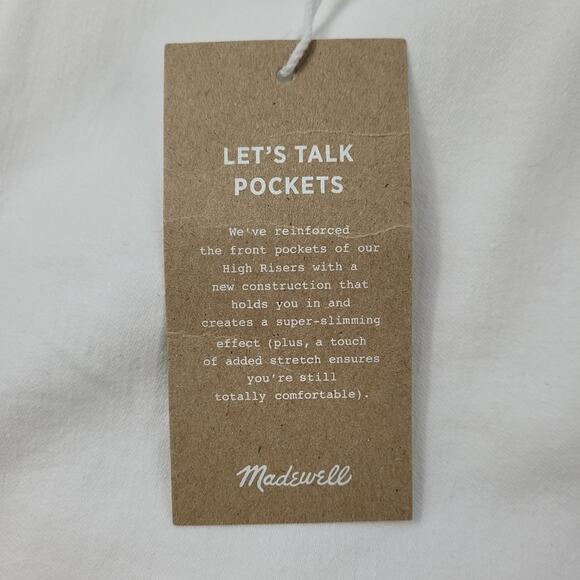 LET'S TALK
POCKETS
We've reinforced
the front pockets of our
High Risers with a
new construction that
holds you in and
creates a super-slimming
effect (plus, a touch
of added stretch ensures
you're still
totally comfortable).
Madewell